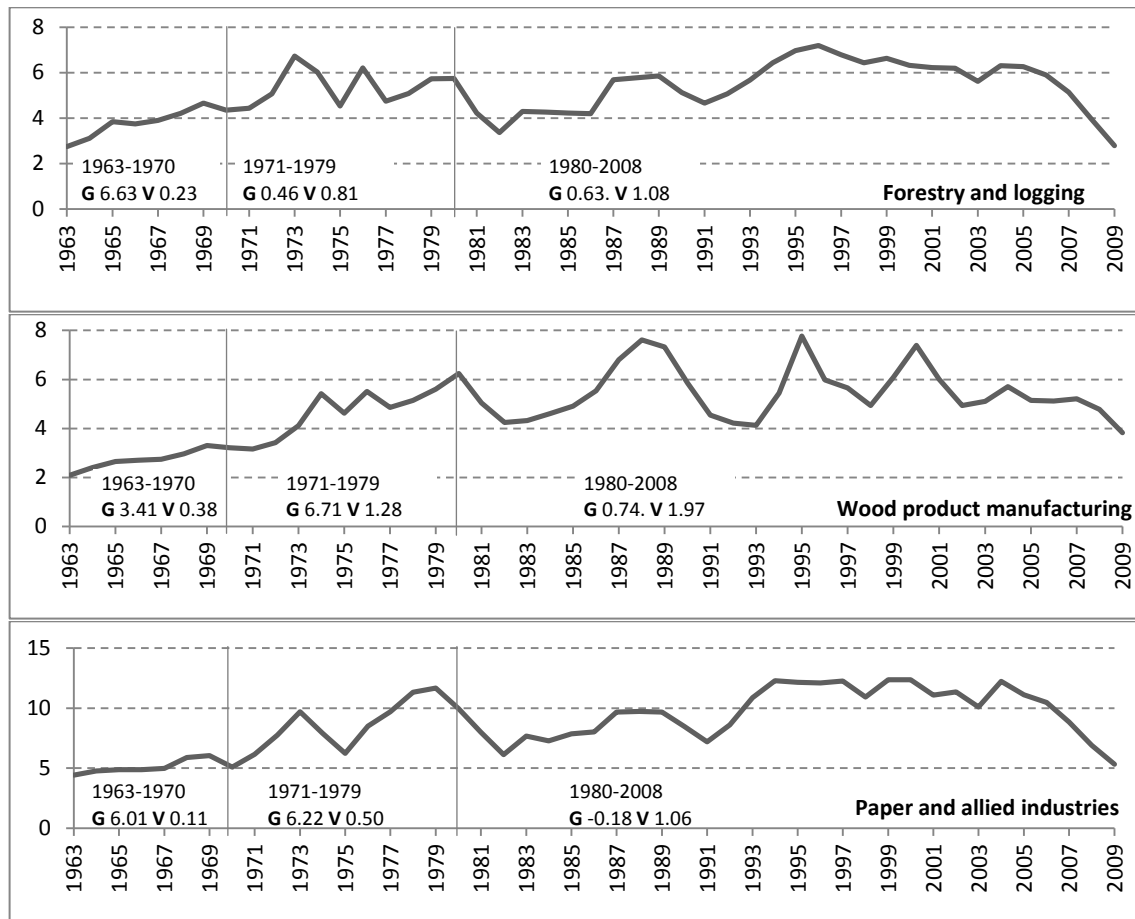 8
6
4
2
0
1963-1970
G 6.63 V 0.23
1971-1979
G 0.46 V 0.81
1980-2008
G 0.63. V 1.08
Forestry and logging
1963 1965 1967 1969 1971 1973 1975 1977 1979 1981 1983 1985 1987 1989 1991 1993 1995 1997 1999 2001 2003 2005 2007 2009
8
6
4
2
0
1963-1970
G 3.41 V 0.38
1971-1979
G 6.71 V 1.28
1980-2008
G 0.74. V 1.97
Wood product manufacturing
1963 1965 1967 1969 1971 1973 1975 1977 1979 1981 1983 1985 1987 1989 1991 1993 1995 1997 1999 2001 2003 2005 2007 2009
15
10
5
0
1963-1970
G 6.01 V 0.11
1971-1979
G 6.22 V 0.50
1980-2008
G -0.18 V 1.06
Paper and allied industries
1963 1965 1967 1969 1971 1973 1975 1977 1979 1981 1983 1985 1987 1989 1991 1993 1995 1997 1999 2001 2003 2005 2007 2009